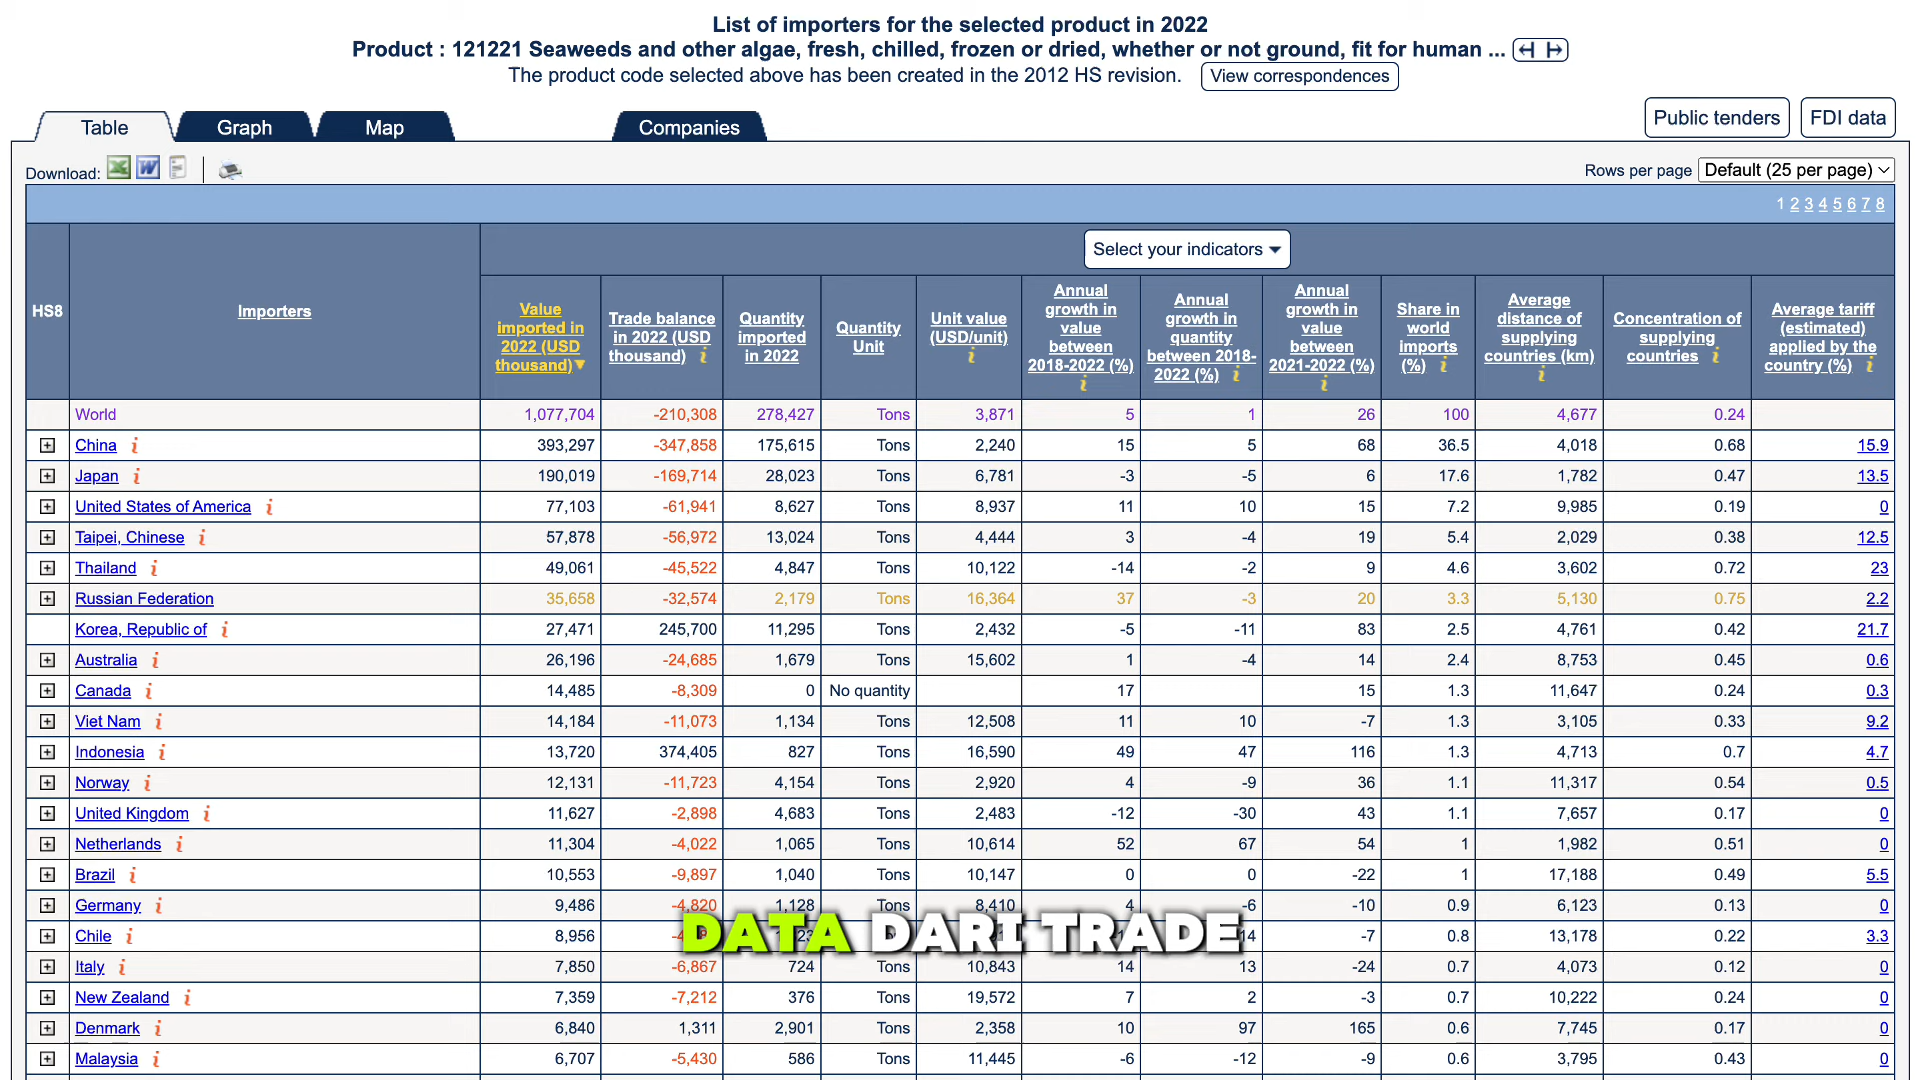 List of importers for the selected product in 2022
Product : 121221 Seaweeds and other algae, fresh, chilled, frozen or dried, whether or not ground, fit for human ...
The product code selected above has been created in the 2012 HS revision. View correspondences
Table Graph Map Companies Public tenders FDI data
Download: Rows per page Default (25 per page)
1 2 3 4 5 6 7 8
Select your indicators
HS8
Importers
Value imported in 2022 (USD thousand)
Trade balance in 2022 (USD thousand) i
Quantity imported in 2022
Quantity Unit
Unit value (USD/unit) i
Annual growth in value between 2018-2022 (%) i
Annual growth in quantity between 2018-2022 (%) i
Annual growth in value between 2021-2022 (%) i
Share in world imports (%) i
Average distance of supplying countries (km) i
Concentration of supplying countries i
Average tariff (estimated) applied by the country (%) i
World 1,077,704 -210,308 278,427 Tons 3,871 5 1 26 100 4,677 0.24
China i 393,297 -347,858 175,615 Tons 2,240 15 5 68 36.5 4,018 0.68 15.9
Japan i 190,019 -169,714 28,023 Tons 6,781 -3 -5 6 17.6 1,782 0.47 13.5
United States of America i 77,103 -61,941 8,627 Tons 8,937 11 10 15 7.2 9,985 0.19 0
Taipei, Chinese i 57,878 -56,972 13,024 Tons 4,444 3 -4 19 5.4 2,029 0.38 12.5
Thailand i 49,061 -45,522 4,847 Tons 10,122 -14 -2 9 4.6 3,602 0.72 23
Russian Federation 35,658 -32,574 2,179 Tons 16,364 37 -3 20 3.3 5,130 0.75 2.2
Korea, Republic of i 27,471 245,700 11,295 Tons 2,432 -5 -11 83 2.5 4,761 0.42 21.7
Australia i 26,196 -24,685 1,679 Tons 15,602 1 -4 14 2.4 8,753 0.45 0.6
Canada i 14,485 -8,309 0 No quantity 17 15 1.3 11,647 0.24 0.3
Viet Nam i 14,184 -11,073 1,134 Tons 12,508 11 10 -7 1.3 3,105 0.33 9.2
Indonesia i 13,720 374,405 827 Tons 16,590 49 47 116 1.3 4,713 0.7 4.7
Norway i 12,131 -11,723 4,154 Tons 2,920 4 -9 36 1.1 11,317 0.54 0.5
United Kingdom i 11,627 -2,898 4,683 Tons 2,483 -12 -30 43 1.1 7,657 0.17 0
Netherlands i 11,304 -4,022 1,065 Tons 10,614 52 67 54 1 1,982 0.51 0
Brazil i 10,553 -9,897 1,040 Tons 10,147 0 0 -22 1 17,188 0.49 5.5
Germany i 9,486 -4,820 1,128 Tons 8,410 4 -6 -10 0.9 6,123 0.13 0
DATA DARI TRADE
Chile i 8,956 -7 0.8 13,178 0.22 3.3
Italy i 7,850 -6,867 724 Tons 10,843 14 13 -24 0.7 4,073 0.12 0
New Zealand i 7,359 -7,212 376 Tons 19,572 7 2 -3 0.7 10,222 0.24 0
Denmark i 6,840 1,311 2,901 Tons 2,358 10 97 165 0.6 7,745 0.17 0
Malaysia i 6,707 -5,430 586 Tons 11,445 -6 -12 -9 0.6 3,795 0.43 0